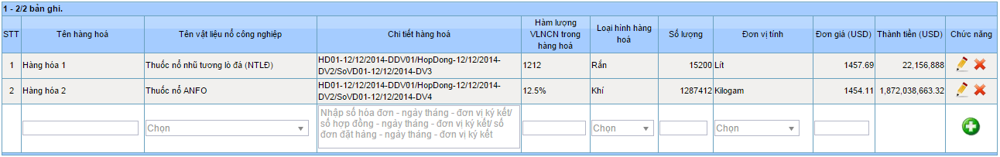 1 - 2/2 bản ghi.
STT
Tên hàng hoá
Tên vật liệu nổ công nghiệp
Chi tiết hàng hoá
Hàm lượng
VLNCN trong
hàng hoá
Loại hình hàng
hoá
Số lượng
Đơn vị tính
Đơn giá (USD)
Thành tiền (USD)
Chức năng
1
Hàng hóa 1
Thuốc nổ nhũ tương lò đá (NTLĐ)
HD01-12/12/2014-DDV01/HopDong-12/12/2014-
DV2/SoVD01-12/12/2014-DV3
1212
Rắn
15200
Lít
1457.69
22,156,888
2
Hàng hóa 2
Thuốc nổ ANFO
HD01-12/12/2014-DDV01/HopDong-12/12/2014-
DV2/SoVD01-12/12/2014-DV4
12.5%
Khí
1287412
Kilogam
1454.11
1,872,038,663.32
Chọn
Nhập số hòa đơn - ngày tháng - đơn vị ký kết/
số hợp đồng - ngày tháng - đơn vị ký kết/ số
đơn đặt hàng - ngày tháng - đơn vị ký kết
Chọn
Chọn